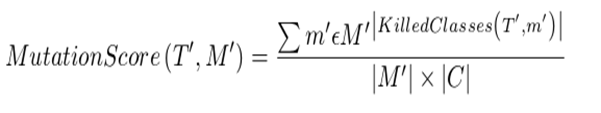 MutationScore(T′, M′) = ∑ m′ϵM′|KilledClasses(T′,m′)| / |M′| × |C|